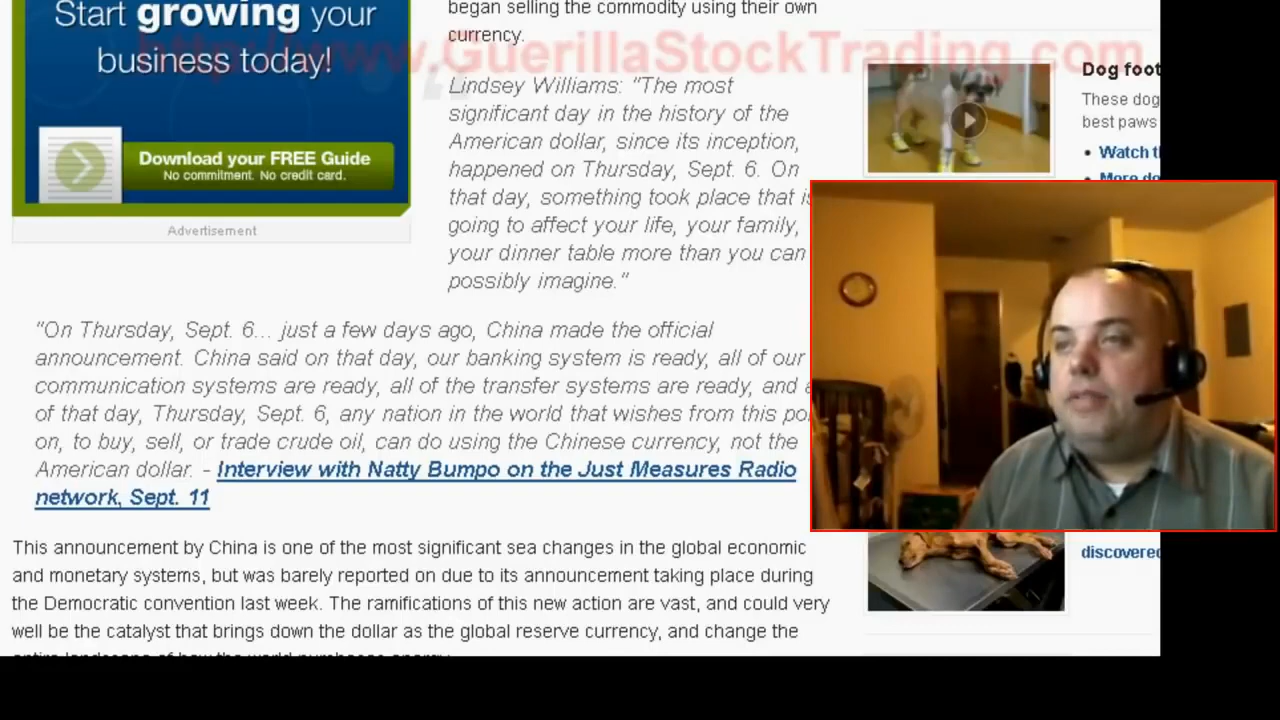 Start growing your
business today!
Download your FREE Guide
No commitment. No credit card.
Advertisement
http://www.GuerillaStockTrading.com
began selling the commodity using their own
currency.
Lindsey Williams: "The most
significant day in the history of the
American dollar, since its inception,
happened on Thursday, Sept. 6. On
that day, something took place that is
going to affect your life, your family,
your dinner table more than you can
possibly imagine."
"On Thursday, Sept. 6... just a few days ago, China made the official
announcement. China said on that day, our banking system is ready, all of our
communication systems are ready, all of the transfer systems are ready, and
of that day, Thursday, Sept. 6, any nation in the world that wishes from this
on, to buy, sell, or trade crude oil, can do using the Chinese currency, not the
American dollar. - Interview with Natty Bumpo on the Just Measures Radio
network, Sept. 11
This announcement by China is one of the most significant sea changes in the global economic
and monetary systems, but was barely reported on due to its announcement taking place during
the Democratic convention last week. The ramifications of this new action are vast, and could very
well be the catalyst that brings down the dollar as the global reserve currency, and change the
Dog foot
These dog
best paws
• Watch
• More
discovered